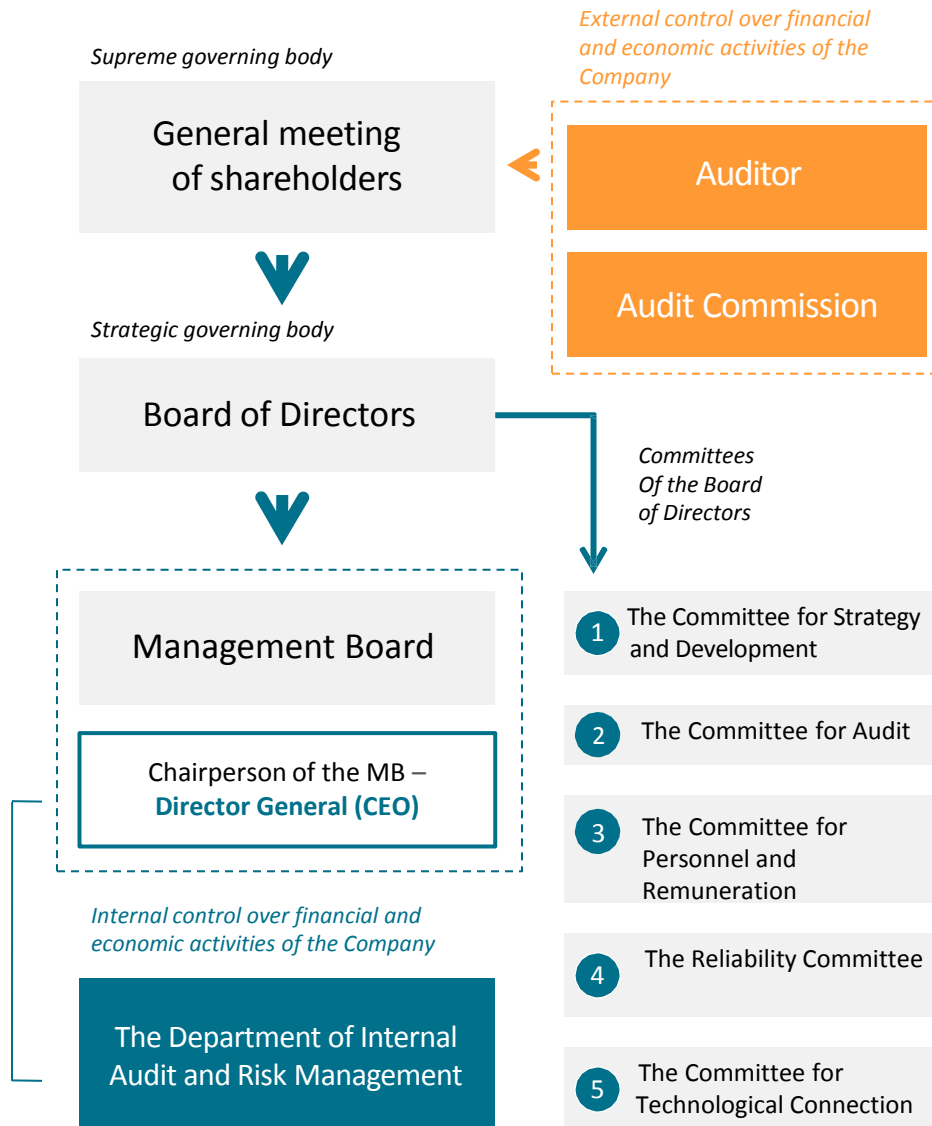 External control over financial
and economic activities of the
Company
Supreme governing body
General meeting
of shareholders
Auditor
Audit Commission
Strategic governing body
Board of Directors
Committees
Of the Board
of Directors
Management Board
Chairperson of the MB –
Director General (CEO)
Internal control over financial and
economic activities of the Company
The Department of Internal
Audit and Risk Management
1
The Committee for Strategy
and Development
2
The Committee for Audit
3
The Committee for
Personnel and
Remuneration
4
The Reliability Committee
5
The Committee for
Technological Connection